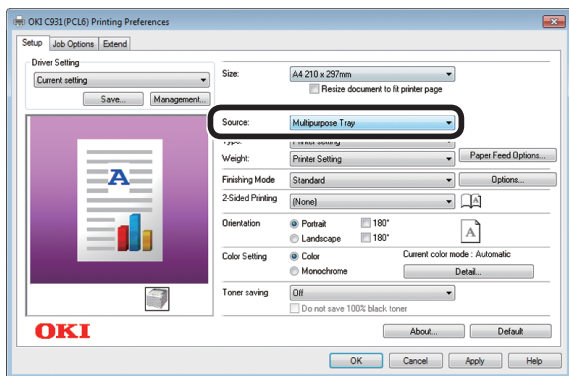 OKI C931(PCL6) Printing Preferences
Setup Job Options Extend
Driver Setting
Current setting
Save... Management...
Size: A4 210 x 297mm
Resize document to fit printer page
Source: Multipurpose Tray
Type: Printer Setting
Weight: Printer Setting Paper Feed Options...
Finishing Mode Standard Options...
2-Sided Printing (None)
Orientation Portrait 180°
Landscape 180°
Color Setting Color Current color mode : Automatic
Monochrome Detail...
Toner saving Off
Do not save 100% black toner
A
A
OKI
About... Default
OK Cancel Apply Help